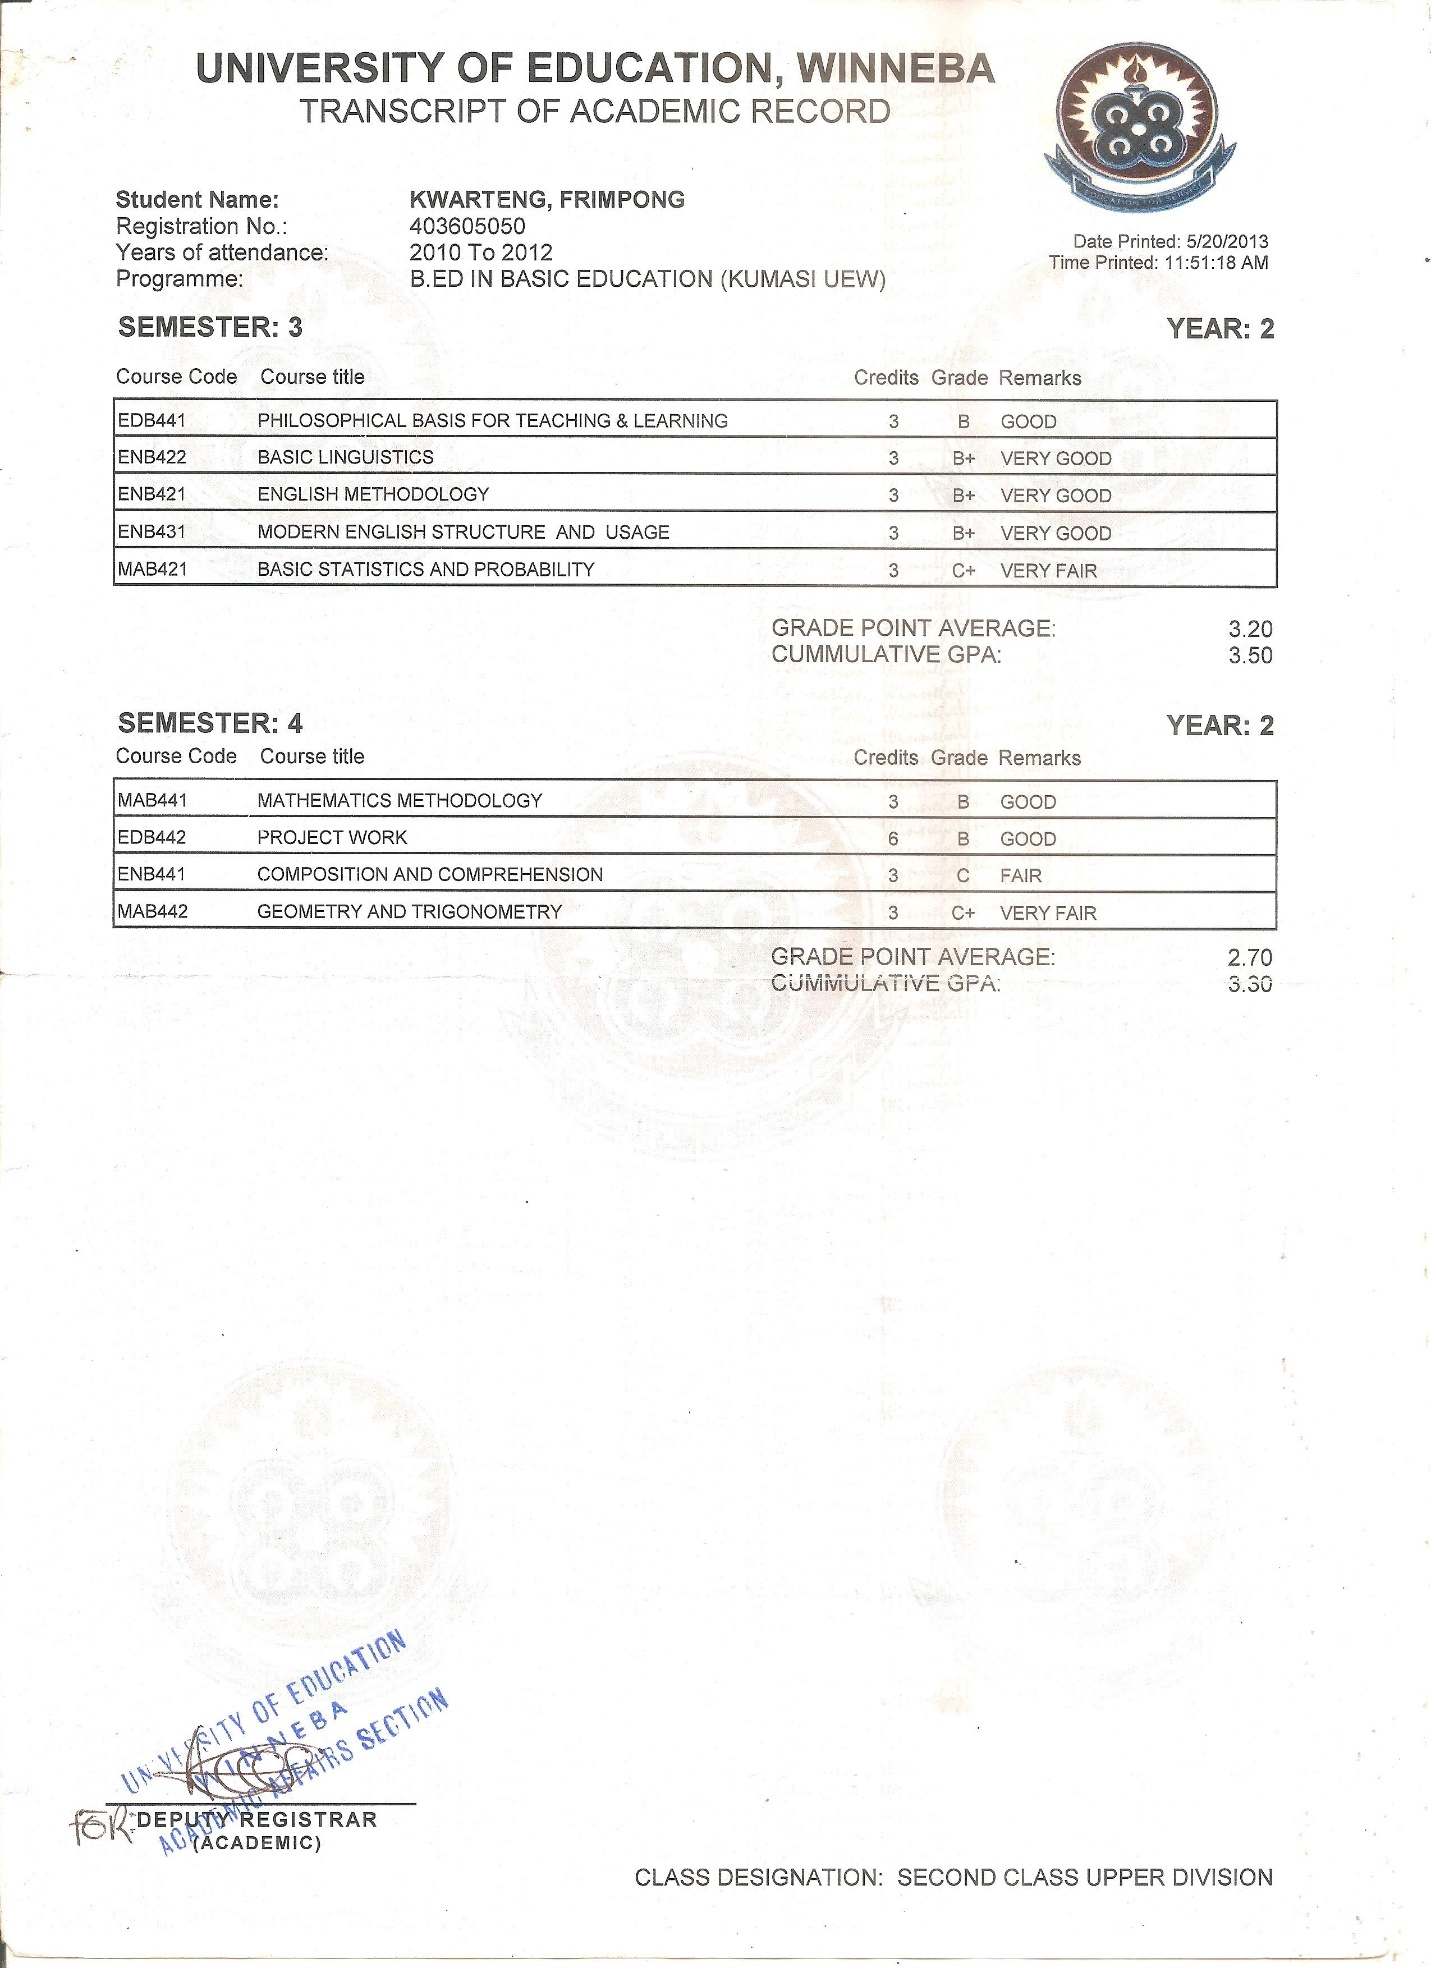 UNIVERSITY OF EDUCATION, WINNEBA
TRANSCRIPT OF ACADEMIC RECORD
EDUCATION FOR SERVICE
Student Name: KWARTENG, FRIMPONG
Registration No.: 403605050
Years of attendance: 2010 To 2012
Programme: B.ED IN BASIC EDUCATION (KUMASI UEW)
Date Printed: 5/20/2013
Time Printed: 11:51:18 AM
SEMESTER: 3 YEAR: 2
Course Code Course title Credits Grade Remarks
EDB441 PHILOSOPHICAL BASIS FOR TEACHING & LEARNING 3 B GOOD
ENB422 BASIC LINGUISTICS 3 B+ VERY GOOD
ENB421 ENGLISH METHODOLOGY 3 B+ VERY GOOD
ENB431 MODERN ENGLISH STRUCTURE AND USAGE 3 B+ VERY GOOD
MAB421 BASIC STATISTICS AND PROBABILITY 3 C+ VERY FAIR
GRADE POINT AVERAGE: 3.20
CUMMULATIVE GPA: 3.50
SEMESTER: 4 YEAR: 2
Course Code Course title Credits Grade Remarks
MAB441 MATHEMATICS METHODOLOGY 3 B GOOD
EDB442 PROJECT WORK 6 B GOOD
ENB441 COMPOSITION AND COMPREHENSION 3 C FAIR
MAB442 GEOMETRY AND TRIGONOMETRY 3 C+ VERY FAIR
GRADE POINT AVERAGE: 2.70
CUMMULATIVE GPA: 3.30
UNIVERSITY OF EDUCATION
WINNEBA
ACADEMIC AFFAIRS SECTION
FOR: DEPUTY REGISTRAR
(ACADEMIC)
CLASS DESIGNATION: SECOND CLASS UPPER DIVISION